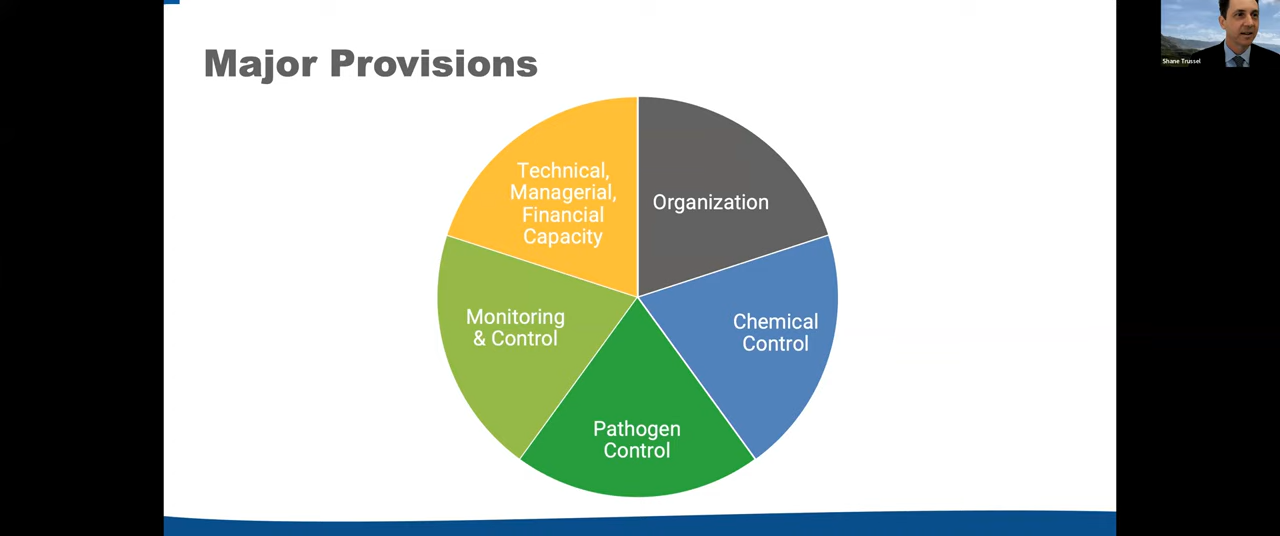 Major Provisions
Technical,
Managerial,
Financial
Capacity
Organization
Monitoring
& Control
Chemical
Control
Pathogen
Control
Shane Trussel